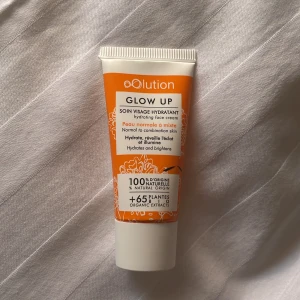 oOlution
GLOW UP
SOIN VISAGE HYDRATANT
hydrating face cream
Peau normale à mixte
Normal to combination skin
Hydrate, réveille l'éclat
et illumine
Hydrates and brightens
100% D'ORIGINE
NATURELLE
& NATURAL ORIGIN
+65 PLANTES
ORGANIC EXTRACTS